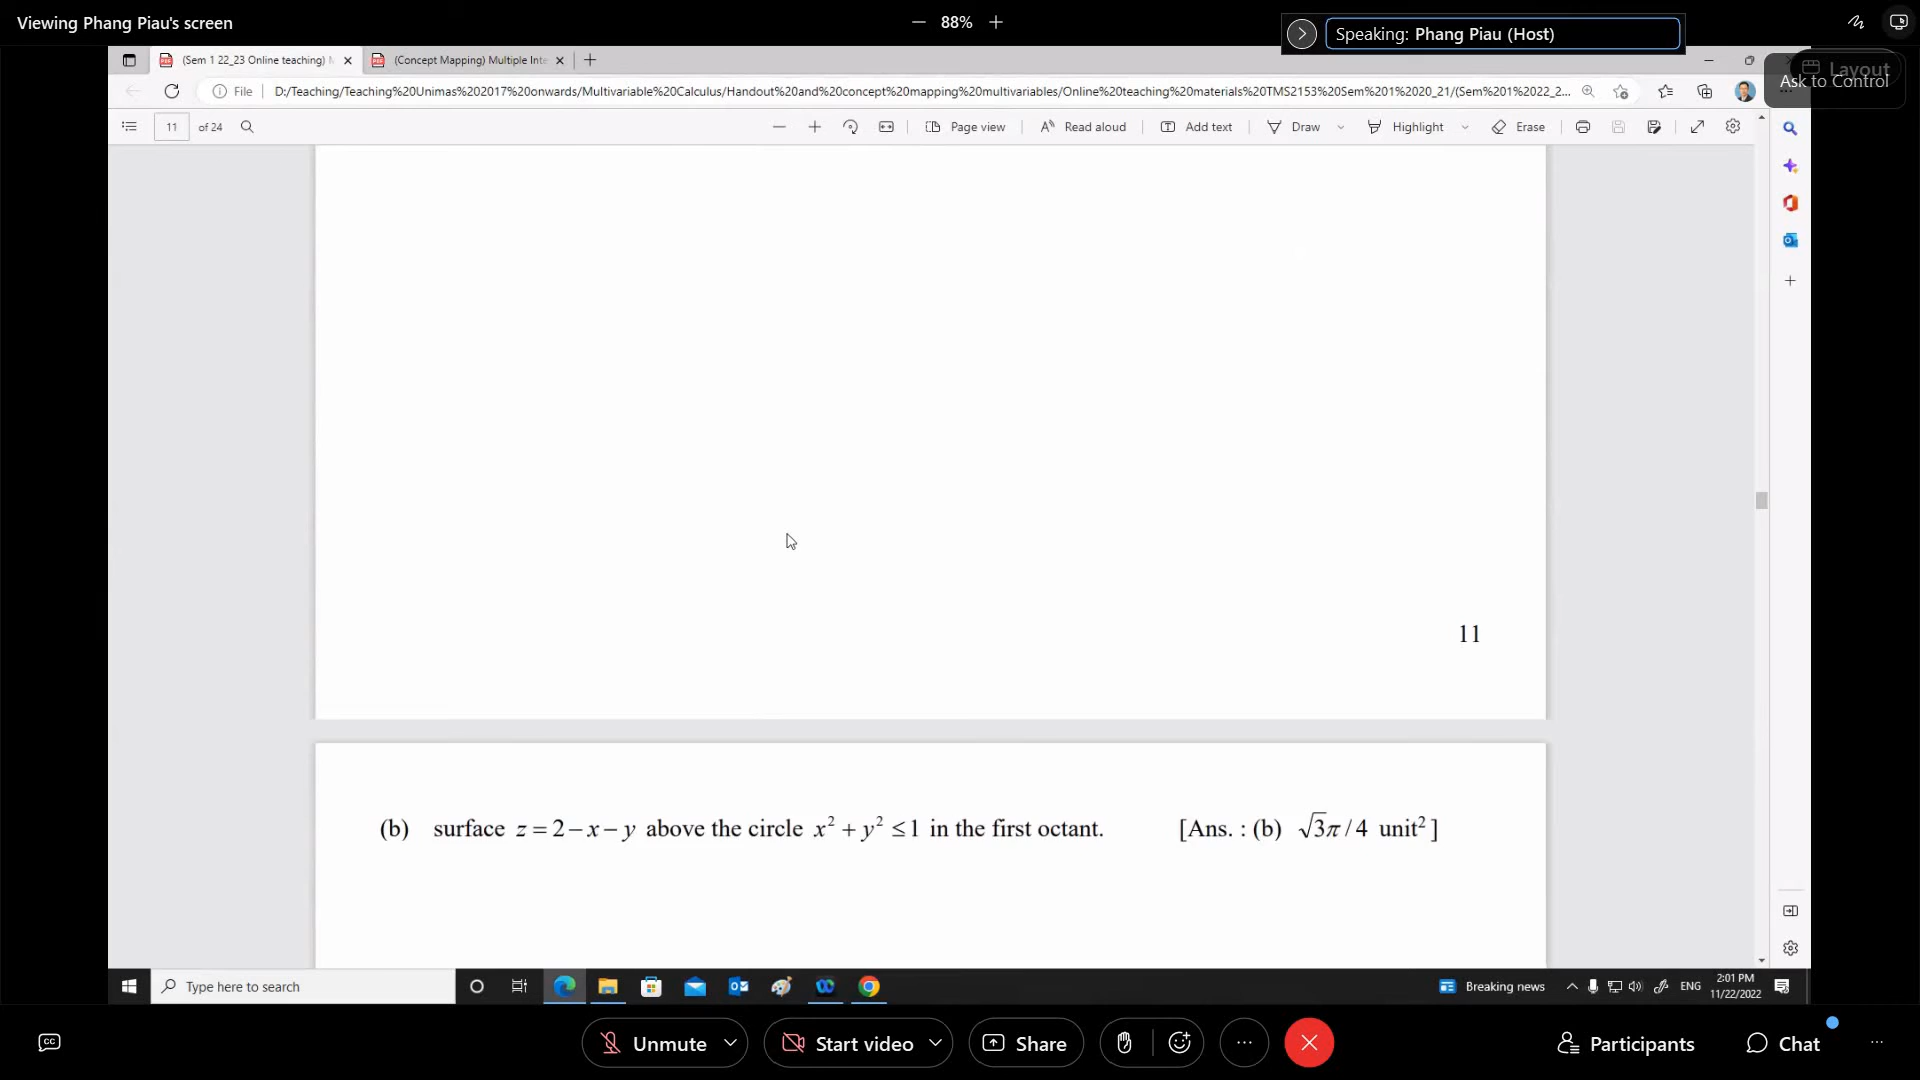 Viewing Phang Piau's screen
88%
Speaking: Phang Piau (Host)
Layout
Ask to Control
(Sem 1 22_23 Online teaching) M
(Concept Mapping) Multiple Inte
File
D:/Teaching/Teaching%20Unimas%202017%20onwards/Multivariable%20Calculus/Handout%20and%20concept%20mapping%20multivariables/Online%20teaching%20materials%20TMS2153%20Sem%201%2020_21/(Sem%201%2022_2...
11 of 24
Page view
Read aloud
Add text
Draw
Highlight
Erase
11
(b) surface z = 2 − x − y above the circle x² + y² ≤ 1 in the first octant. [Ans. : (b) √3π / 4 unit² ]
Type here to search
Breaking news
ENG
2:01 PM
11/22/2022
CC
Unmute
Start video
Share
Participants
Chat